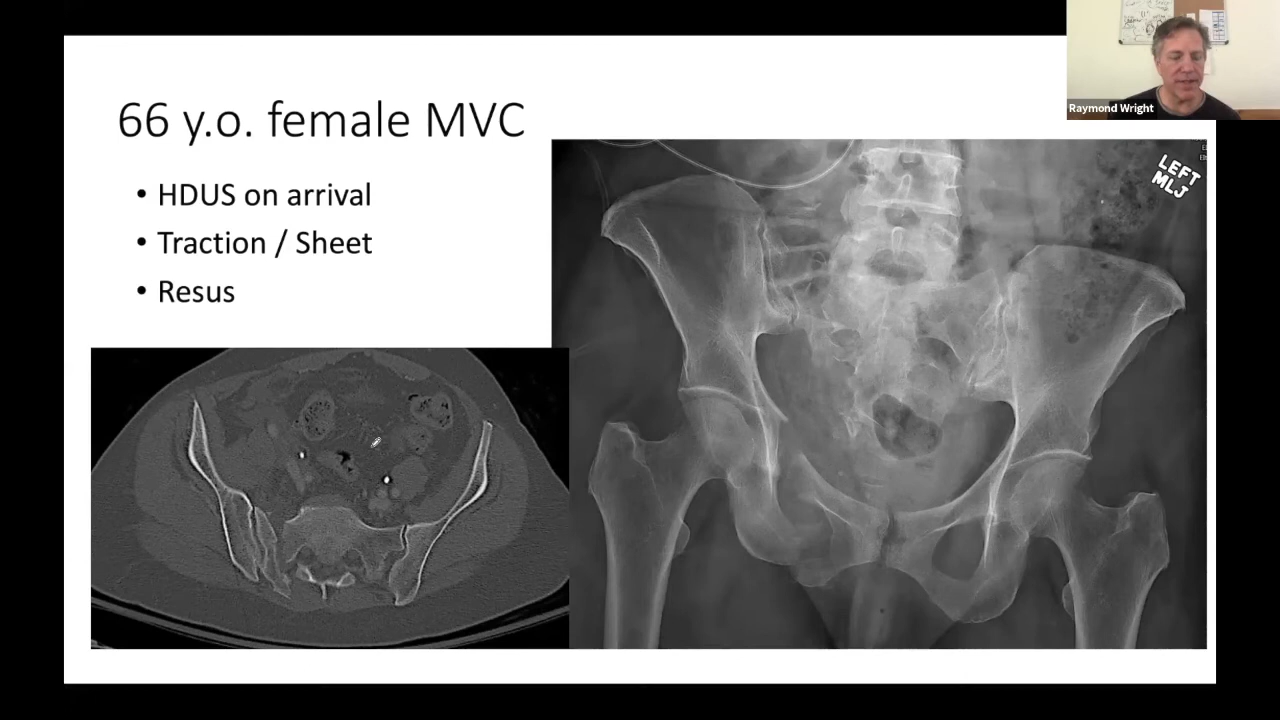 66 y.o. female MVC
• HDUS on arrival
• Traction / Sheet
• Resus
LEFT
MLJ
Raymond Wright